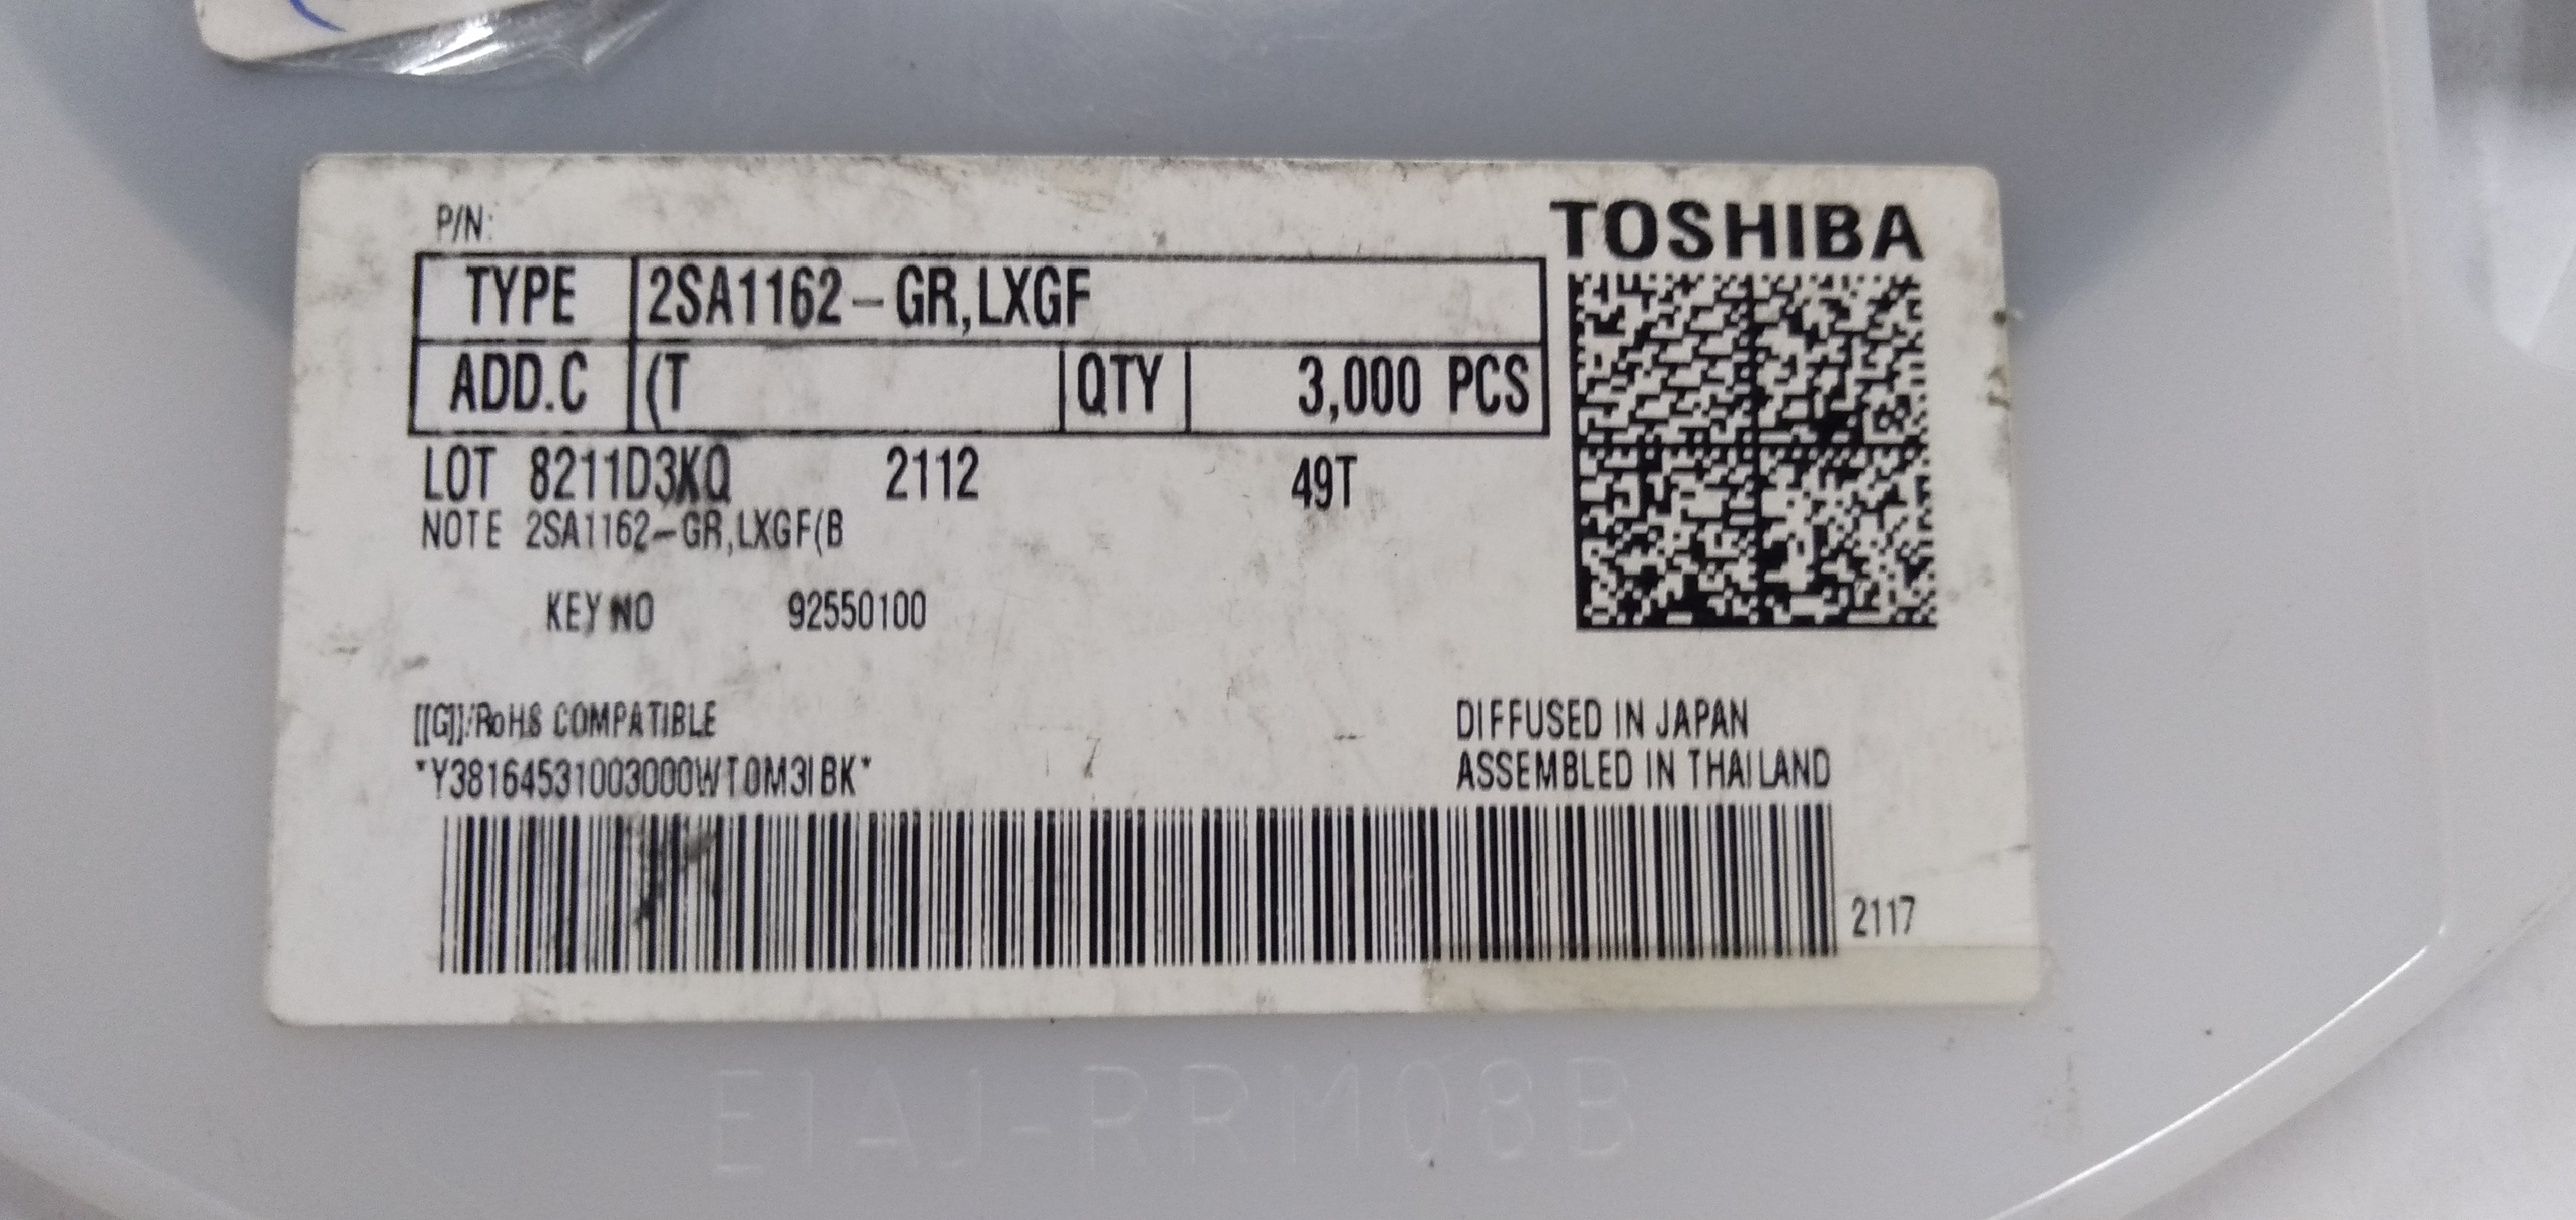 P/N:
TOSHIBA
TYPE 2SA1162-GR,LXGF
ADD.C (T QTY 3,000 PCS
LOT 8211D3KQ 2112 49T
NOTE 2SA1162-GR,LXGF(B
KEY NO 92550100
[[G]]/RoHS COMPATIBLE
DIFFUSED IN JAPAN
*Y38164531003000WT0M3IBK*
ASSEMBLED IN THAILAND
2117
EIAJ-RRM08B